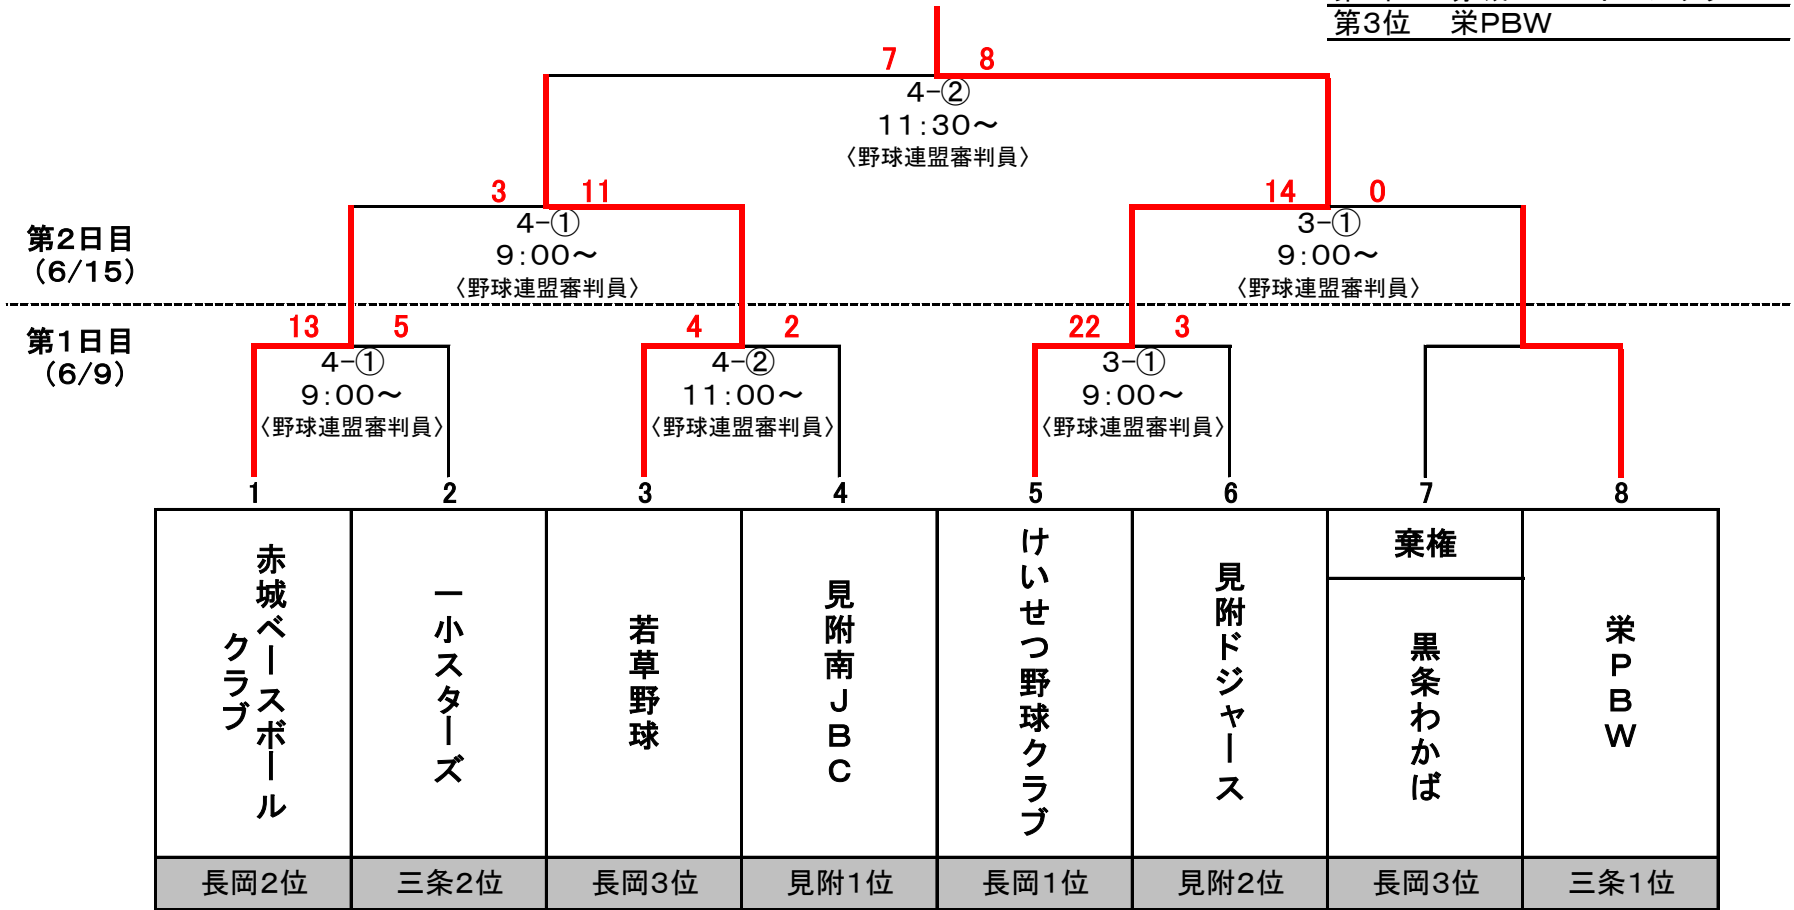 第3位 栄PBW
7 8
4-②
11:30～
〈野球連盟審判員〉
3 11
14 0
4-①
9:00～
〈野球連盟審判員〉
3-①
9:00～
〈野球連盟審判員〉
第2日目
（6/15）
第1日目
（6/9）
13 5
4 2
22 3
4-①
9:00～
〈野球連盟審判員〉
4-②
11:00～
〈野球連盟審判員〉
3-①
9:00～
〈野球連盟審判員〉
1 2 3 4 5 6 7 8
赤城ベースボール
クラブ
一小スターズ
若草野球
見附南JBC
けいせつ野球クラブ
見附ドジャース
棄権
黒条わかば
栄PBW
長岡2位 三条2位 長岡3位 見附1位 長岡1位 見附2位 長岡3位 三条1位